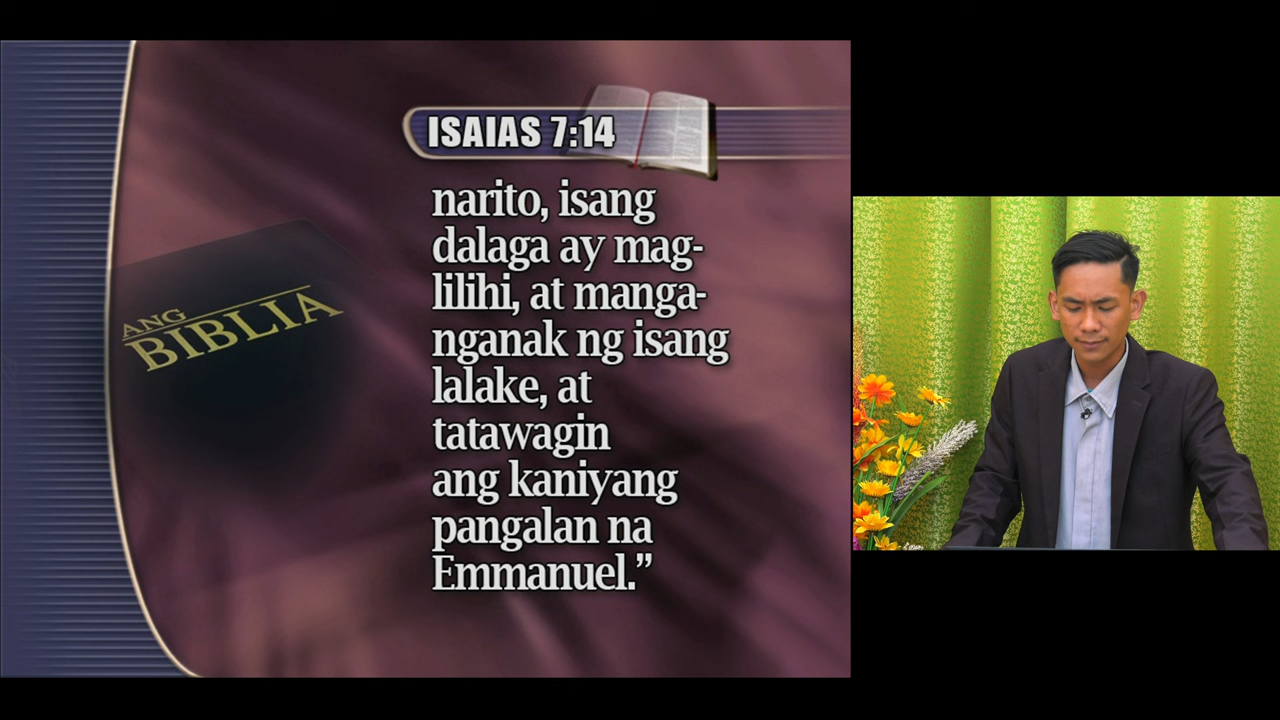 ISAIAS 7:14
narito, isang
dalaga ay mag-
lilihi, at manga-
nganak ng isang
lalake, at
tatawagin
ang kaniyang
pangalan na
Emmanuel.”
ANG
BIBLIA